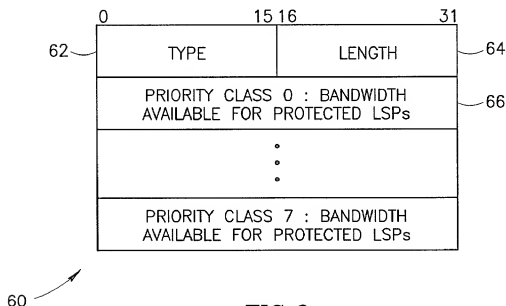 0 15 16 31
62 TYPE LENGTH 64
PRIORITY CLASS 0 : BANDWIDTH
AVAILABLE FOR PROTECTED LSPs
66
PRIORITY CLASS 7 : BANDWIDTH
AVAILABLE FOR PROTECTED LSPs
60